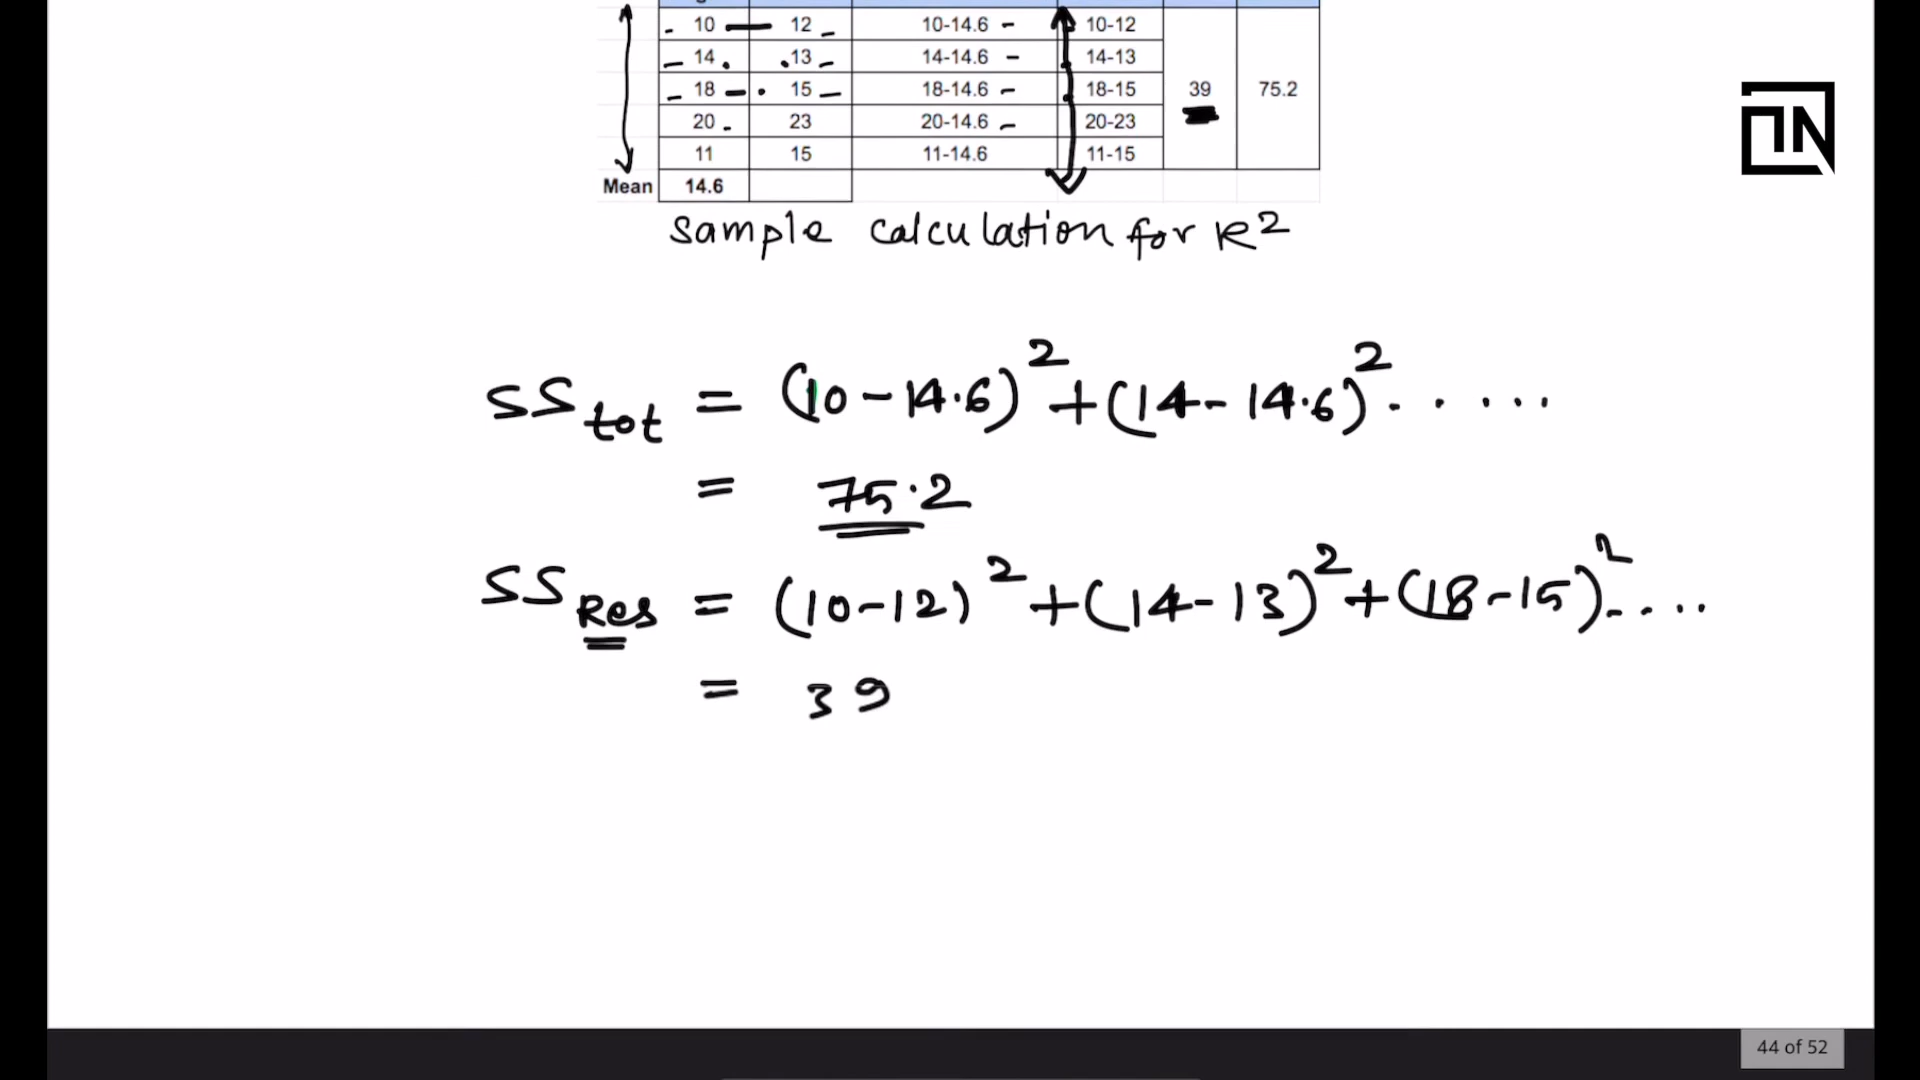 10 12 10-14.6 10-12
14 13 14-14.6 14-13
18 15 18-14.6 18-15 39 75.2
20 23 20-14.6 20-23
11 15 11-14.6 11-15
Mean 14.6
Sample calculation for R2
SStot = (10-14.6)2+(14-14.6)2.....
= 75.2
SSRes = (10-12)2+(14-13)2+(18-15)2....
= 39
44 of 52